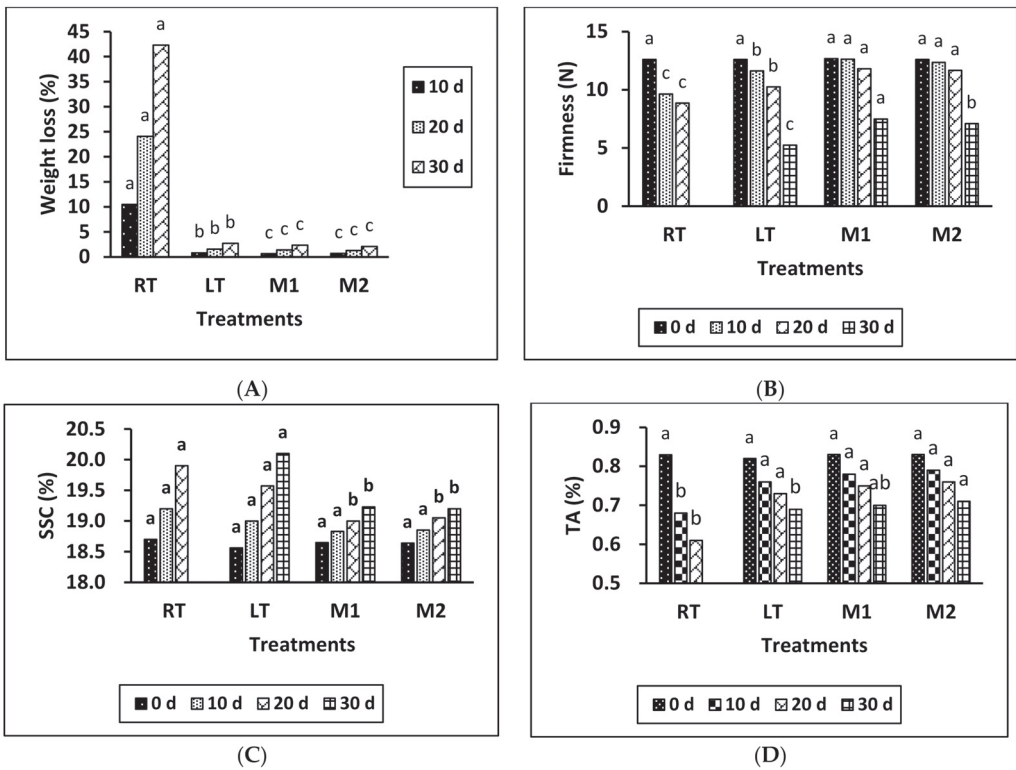 45
40
35
30
25
20
15
10
5
0
Weight loss (%)
a
a
a
b b b
c c c
c c c
RT LT M1 M2
Treatments
10 d
20 d
30 d
(A)
15
10
5
0
Firmness (N)
a c c
a b b c
a a a a
a a a b
RT LT M1 M2
Treatments
0 d 10 d 20 d 30 d
(B)
20.5
20.0
19.5
19.0
18.5
18.0
SSC (%)
a a a
a a a a
a a b b
a a b b
RT LT M1 M2
Treatments
0 d 10 d 20 d 30 d
(C)
0.9
0.8
0.7
0.6
0.5
TA (%)
a b b
a a a b
a a a ab
a a a a
RT LT M1 M2
Treatments
0 d 10 d 20 d 30 d
(D)